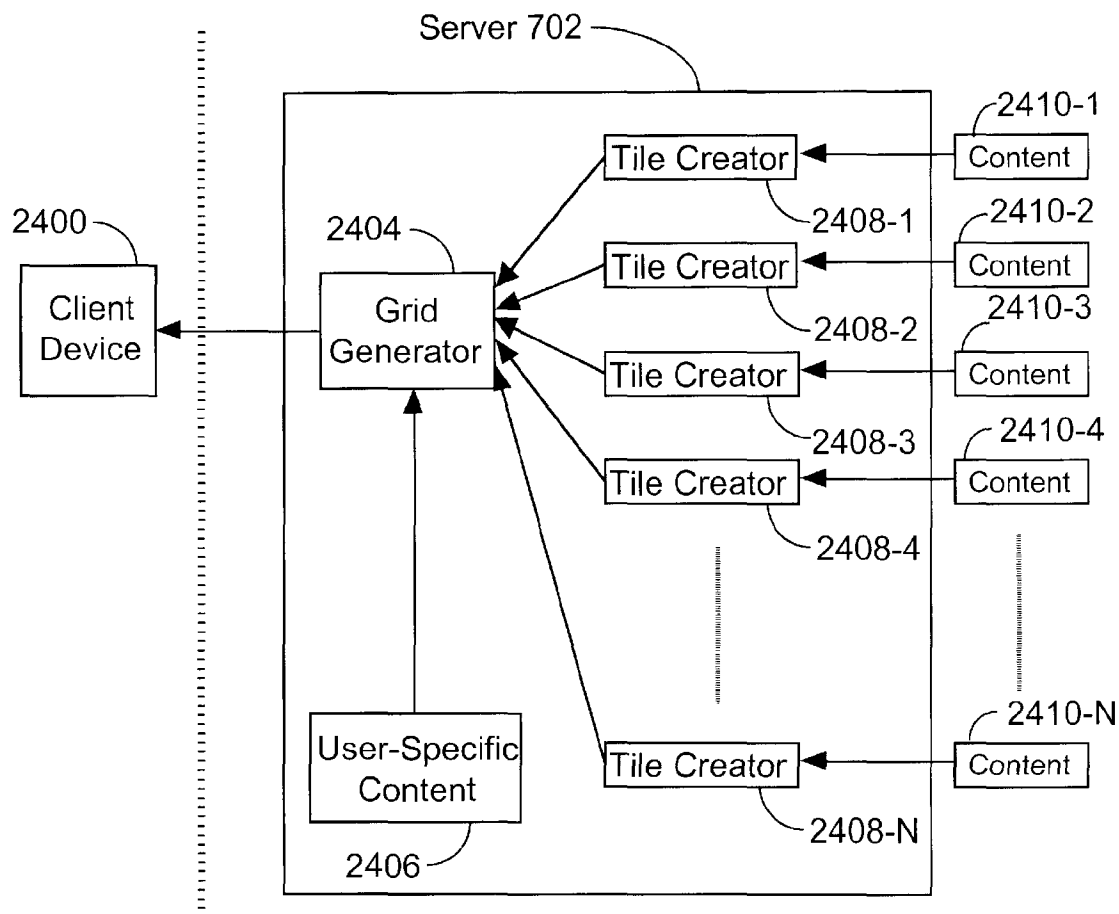 Server 702
2410-1
Tile Creator
Content
2408-1
2410-2
2400
2404
Tile Creator
Content
Client
Device
Grid
Generator
2408-2
2410-3
Tile Creator
Content
2408-3
2410-4
Tile Creator
Content
2408-4
2410-N
User-Specific
Content
Tile Creator
Content
2408-N
2406